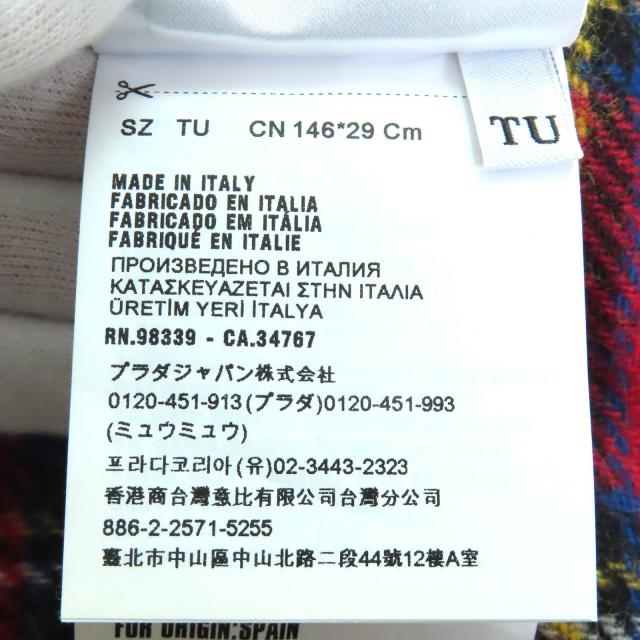 SZ TU CN 146*29 Cm
TU
MADE IN ITALY
FABRICADO EN ITALIA
FABRICADO EM ITÁLIA
FABRIQUÉ EN ITALIE
ПРОИЗВЕДЕНО В ИТАЛИЯ
ΚΑΤΑΣΚΕΥΑΖΕΤΑΙ ΣΤΗΝ ΙΤΑΛΙΑ
ÜRETİM YERİ İTALYA
RN.98339 - CA.34767
プラダジャパン株式会社
0120-451-913(プラダ)0120-451-993
(ミュウミュウ)
프라다코리아(유)02-3443-2323
香港商台灣意比有限公司台灣分公司
886-2-2571-5255
臺北市中山區中山北路二段44號12樓A室
FOR ORIGIN:SPAIN